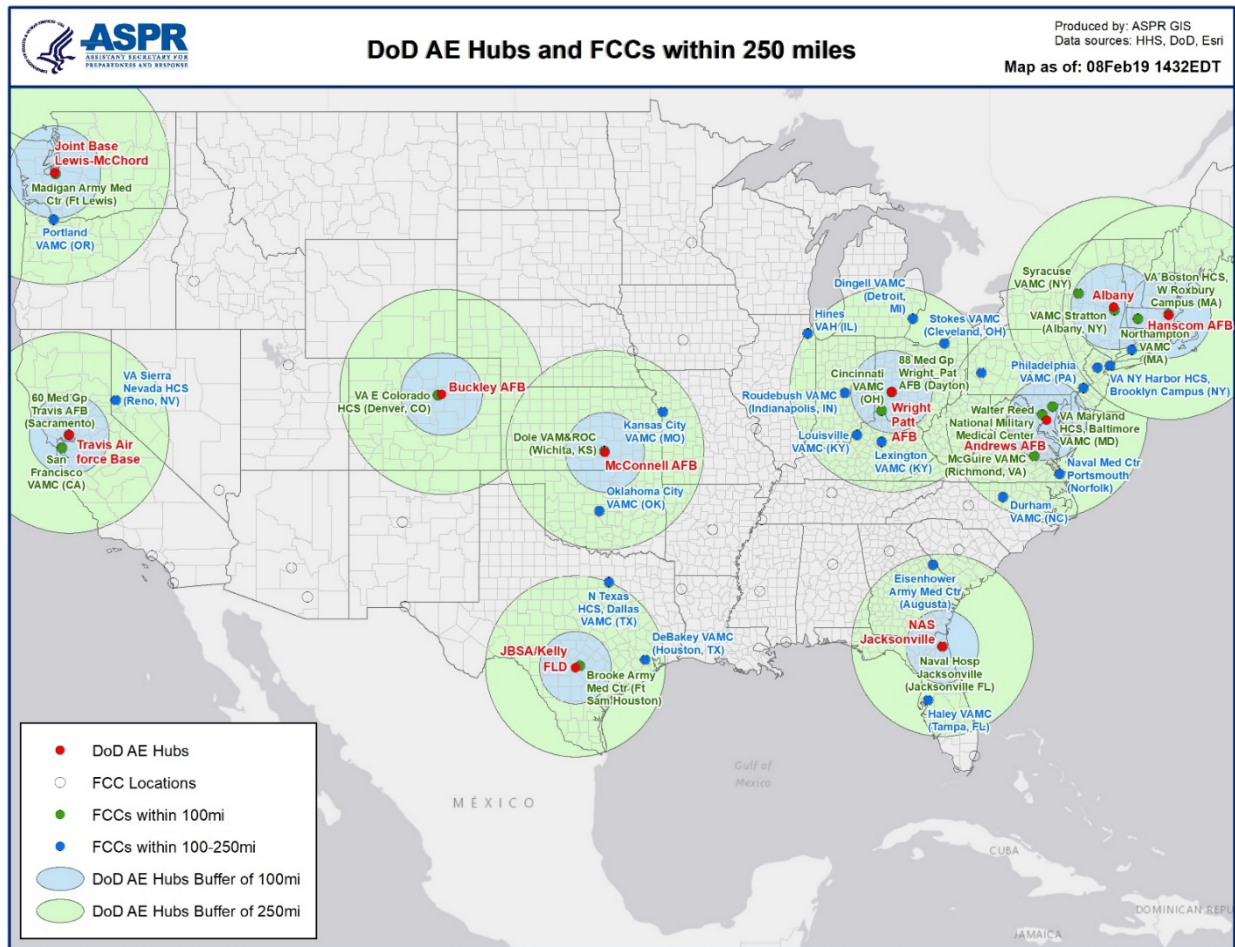 ASPR
ASSISTANT SECRETARY FOR
PREPAREDNESS AND RESPONSE
DoD AE Hubs and FCCs within 250 miles
Produced by: ASPR GIS
Data sources: HHS, DoD, Esri
Map as of: 08Feb19 1432EDT
Joint Base
Lewis-McChord
Madigan Army Med
Ctr (Ft Lewis)
Portland
VAMC (OR)
VA Sierra
Nevada HCS
(Reno, NV)
60 Med Gp
Travis AFB
(Sacramento)
Travis Air
force Base
San
Francisco
VAMC (CA)
Buckley AFB
VA E Colorado
HCS (Denver, CO)
Kansas City
VAMC (MO)
Dole VAM&ROC
(Wichita, KS)
McConnell AFB
Oklahoma City
VAMC (OK)
N Texas
HCS, Dallas
VAMC (TX)
DeBakey VAMC
(Houston, TX)
JBSA/Kelly
FLD
Brooke Army
Med Ctr (Ft
Sam Houston)
Dingell VAMC
(Detroit,
MI)
Hines
VAH (IL)
Stokes VAMC
(Cleveland, OH)
88 Med Gp
Wright_Pat
AFB (Dayton)
Cincinnati
VAMC
(OH)
Roudebush VAMC
(Indianapolis, IN)
Wright
Patt
AFB
Louisville
VAMC (KY)
Lexington
VAMC (KY)
Syracuse
VAMC (NY)
Albany
VAMC Stratton
(Albany, NY)
VA Boston HCS,
W Roxbury
Campus (MA)
Hanscom AFB
Northampton
VAMC
(MA)
Philadelphia
VAMC (PA)
VA NY Harbor HCS,
Brooklyn Campus (NY)
Walter Reed
National Military
Medical Center
VA Maryland
HCS, Baltimore
VAMC (MD)
Andrews AFB
McGuire VAMC
(Richmond, VA)
Naval Med Ctr
Portsmouth
(Norfolk)
Durham
VAMC (NC)
Eisenhower
Army Med Ctr
(Augusta)
NAS
Jacksonville
Naval Hosp
Jacksonville
(Jacksonville FL)
Haley VAMC
(Tampa, FL)
Gulf of
Mexico
MÉXICO
CUBA
JAMAICA
DOMINICAN REPU
DoD AE Hubs
FCC Locations
FCCs within 100mi
FCCs within 100-250mi
DoD AE Hubs Buffer of 100mi
DoD AE Hubs Buffer of 250mi